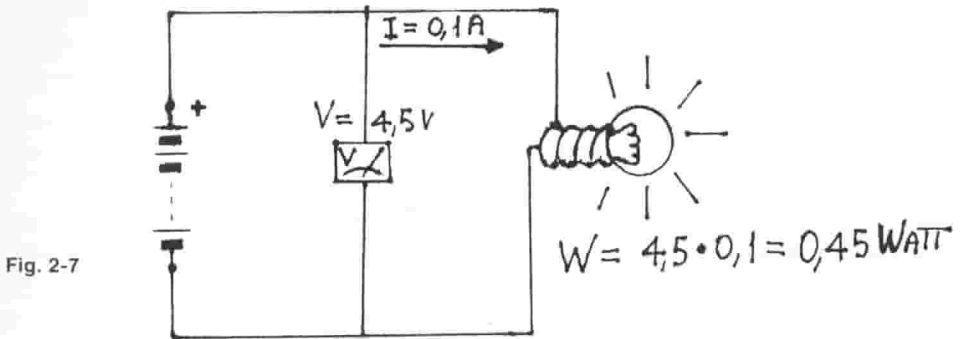 I = 0,1A
+
V = 4,5V
V
W = 4,5 • 0,1 = 0,45 WATT
Fig. 2-7